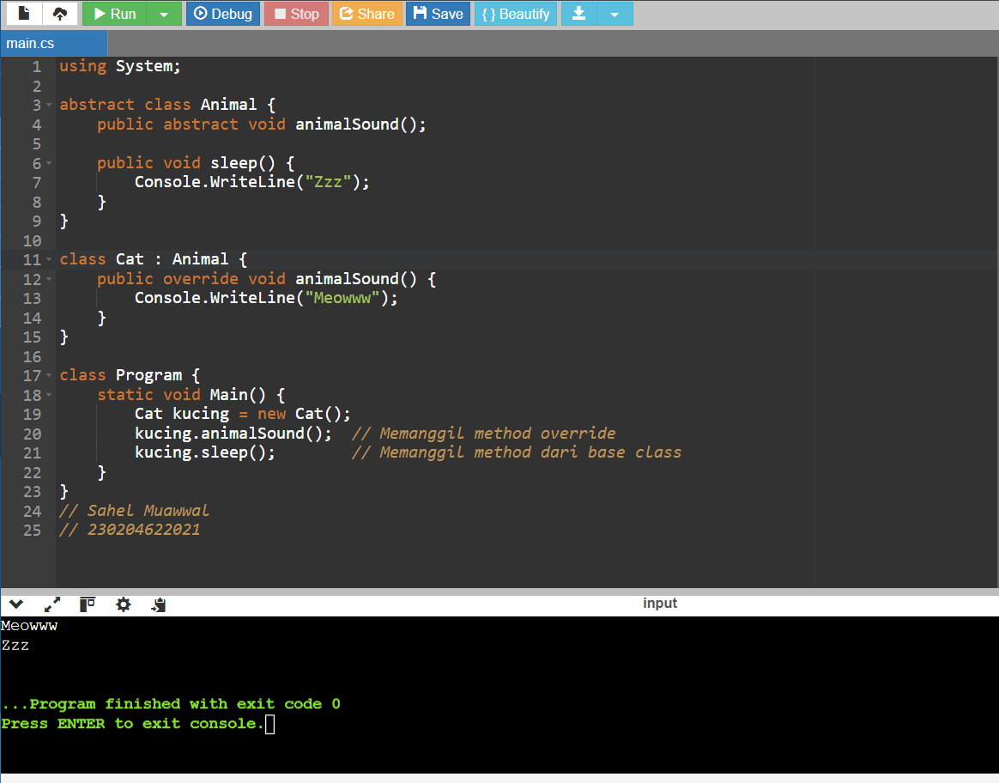 Run Debug Stop Share Save { } Beautify
main.cs
1 using System;
2
3 abstract class Animal {
4     public abstract void animalSound();
5
6     public void sleep() {
7         Console.WriteLine("Zzz");
8     }
9 }
10
11 class Cat : Animal {
12     public override void animalSound() {
13         Console.WriteLine("Meowww");
14     }
15 }
16
17 class Program {
18     static void Main() {
19         Cat kucing = new Cat();
20         kucing.animalSound();  // Memanggil method override
21         kucing.sleep();        // Memanggil method dari base class
22     }
23 }
24 // Sahel Muawwal
25 // 230204622021
input
Meowww
Zzz
...Program finished with exit code 0
Press ENTER to exit console.